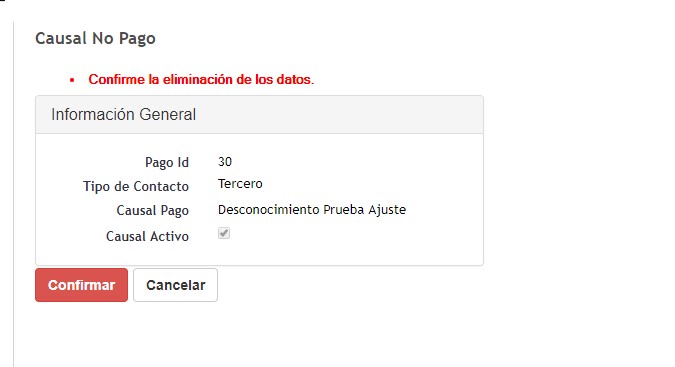 Causal No Pago
Confirme la eliminación de los datos.
Información General
Pago Id 30
Tipo de Contacto Tercero
Causal Pago Desconocimiento Prueba Ajuste
Causal Activo
Confirmar Cancelar